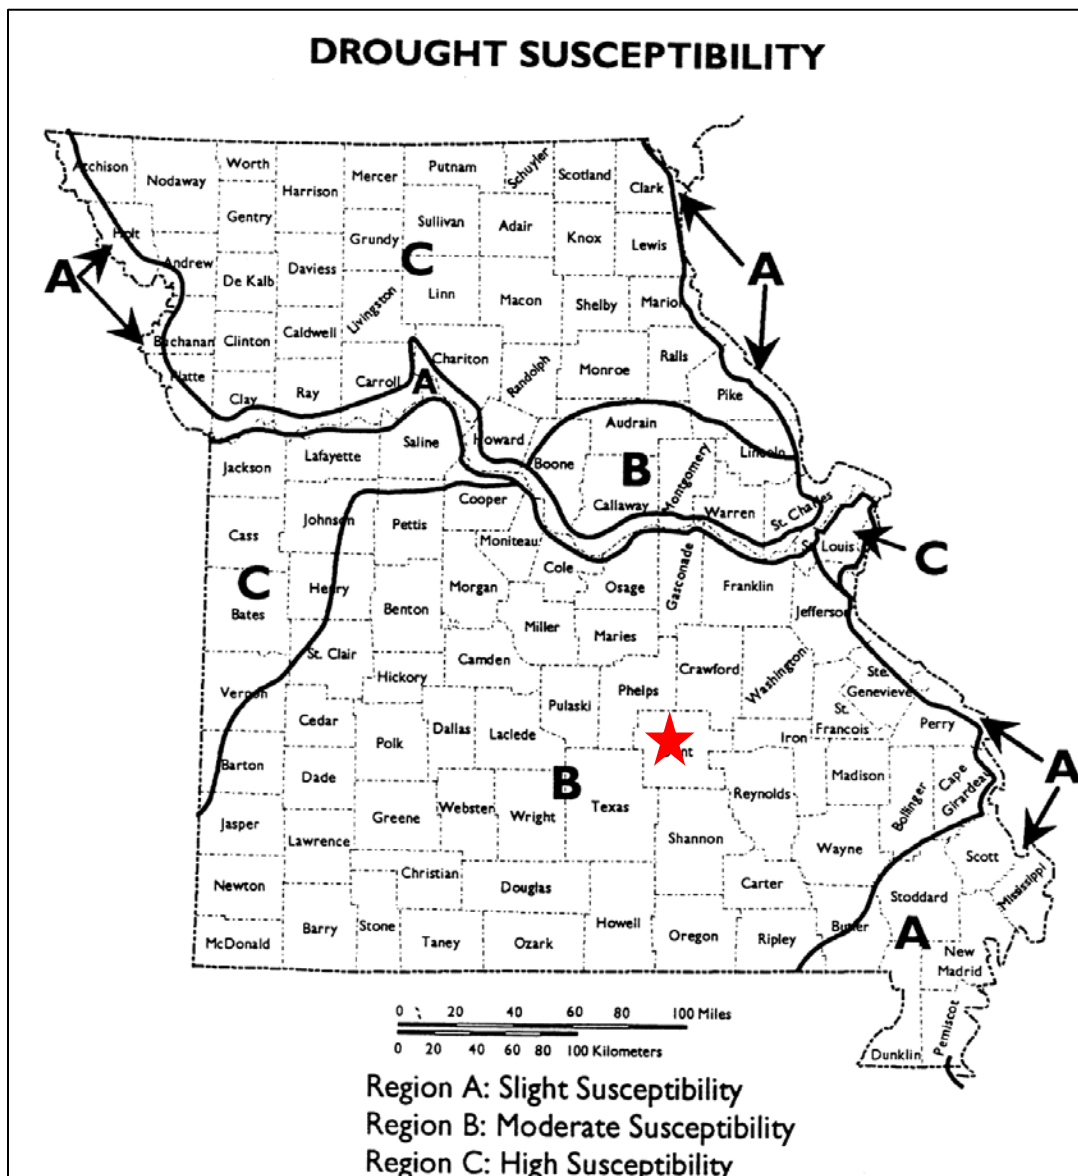 DROUGHT SUSCEPTIBILITY
Atchison
Nodaway
Worth
Harrison
Mercer
Putnam
Schuyler
Scotland
Clark
Gentry
Sullivan
Adair
Knox
Lewis
Holt
Andrew
De Kalb
Daviess
Grundy
C
A
A
Livingston
Linn
Macon
Shelby
Marion
Buchanan
Clinton
Caldwell
Chariton
Randolph
Monroe
Ralls
Platte
Clay
Ray
Carroll
A
Pike
Audrain
Howard
Saline
Lafayette
Jackson
Boone
B
Montgomery
Lincoln
Callaway
Warren
St. Charles
Cooper
Johnson
Pettis
Cass
Moniteau
St.
Louis
C
Cole
Osage
Gasconade
Franklin
C
Henry
Morgan
Bates
Benton
Miller
Maries
Jefferson
St. Clair
Camden
Hickory
Crawford
Washington
Ste.
Genevieve
Vernon
Cedar
Dallas
Laclede
Pulaski
Phelps
St.
Francois
Perry
Polk
Iron
Barton
Dade
B
Madison
Cape
Girardeau
Bollinger
A
Webster
Wright
Texas
Reynolds
Jasper
Greene
Lawrence
Shannon
Wayne
Scott
Mississippi
Newton
Christian
Douglas
Carter
Stoddard
McDonald
Barry
Stone
Taney
Ozark
Howell
Oregon
Ripley
Butler
A
New
Madrid
Pemiscot
Dunklin
0 20 40 60 80 100 Miles
0 20 40 60 80 100 Kilometers
Region A: Slight Susceptibility
Region B: Moderate Susceptibility
Region C: High Susceptibility